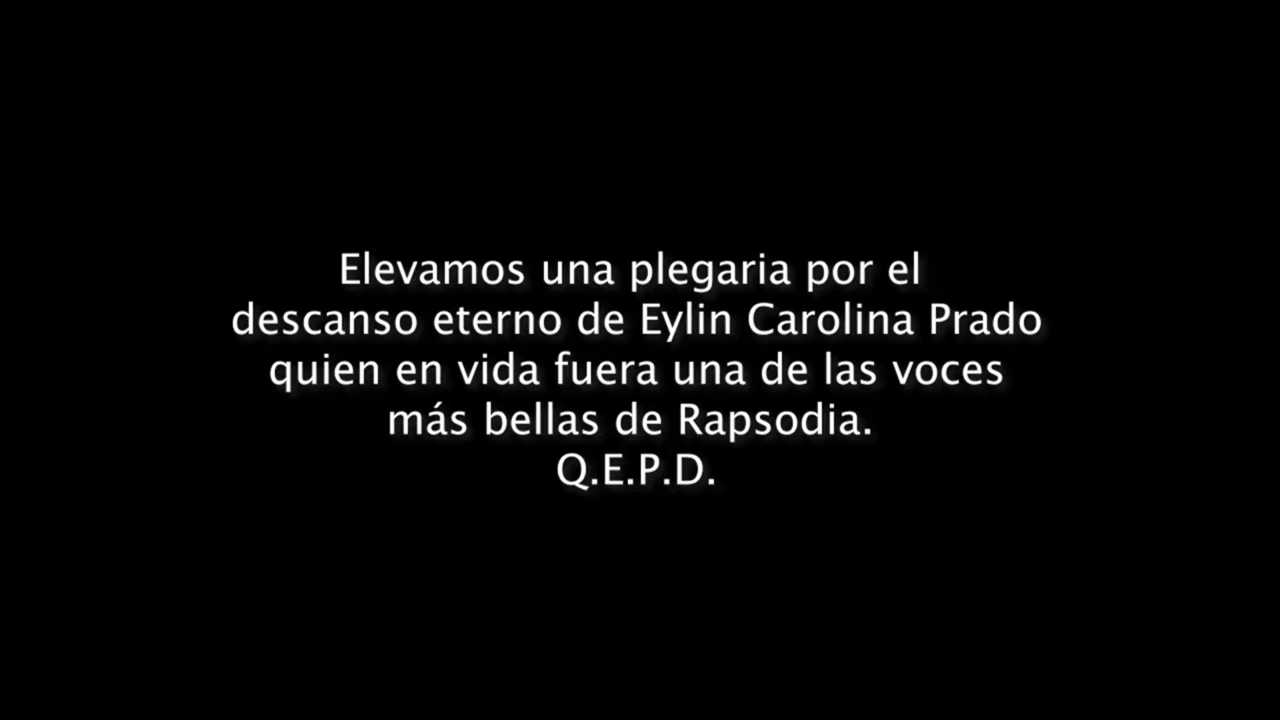 Elevamos una plegaria por el
descanso eterno de Eylin Carolina Prado
quien en vida fuera una de las voces
más bellas de Rapsodia.
Q.E.P.D.